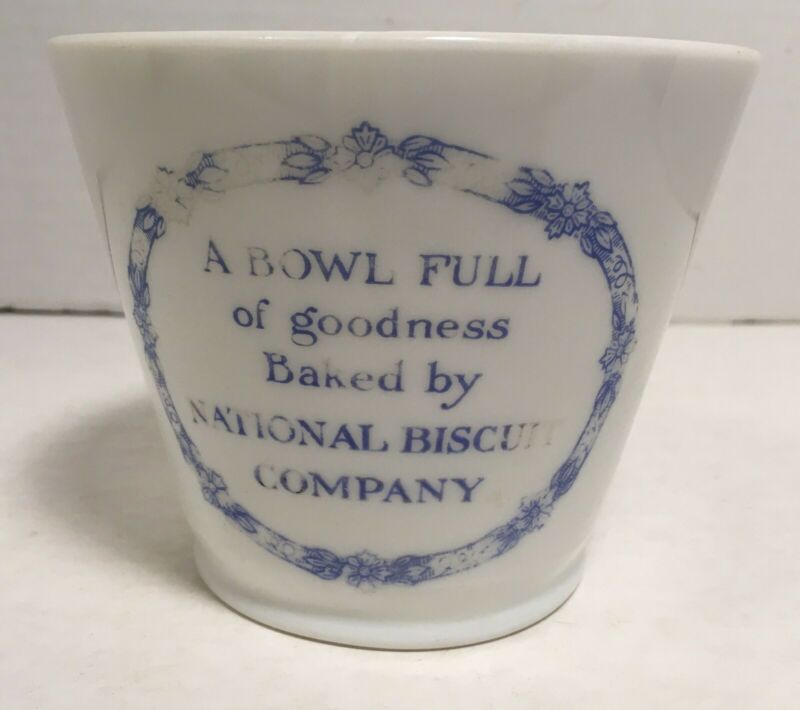 A BOWL FULL
of goodness
Baked by
NATIONAL BISCUIT
COMPANY